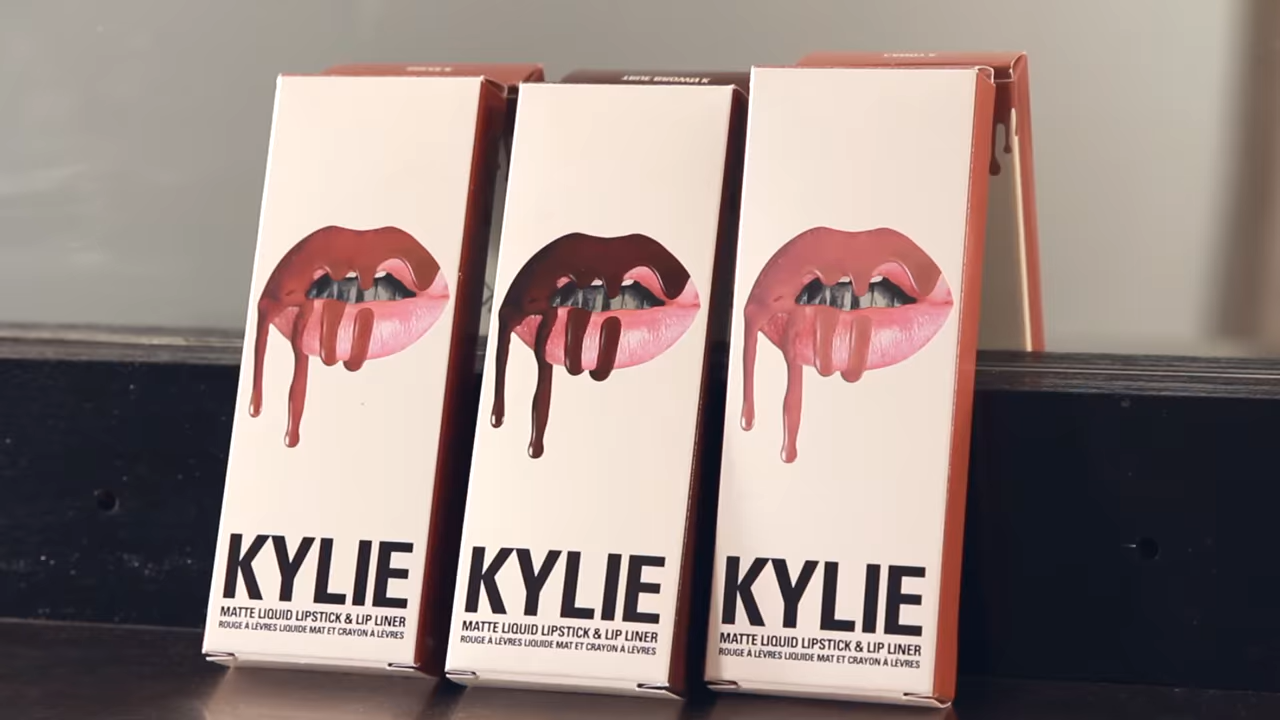 KYLIE
MATTE LIQUID LIPSTICK & LIP LINER
ROUGE À LÈVRES LIQUIDE MAT ET CRAYON À LÈVRES
KYLIE
MATTE LIQUID LIPSTICK & LIP LINER
ROUGE À LÈVRES LIQUIDE MAT ET CRAYON À LÈVRES
KYLIE
MATTE LIQUID LIPSTICK & LIP LINER
ROUGE À LÈVRES LIQUIDE MAT ET CRAYON À LÈVRES